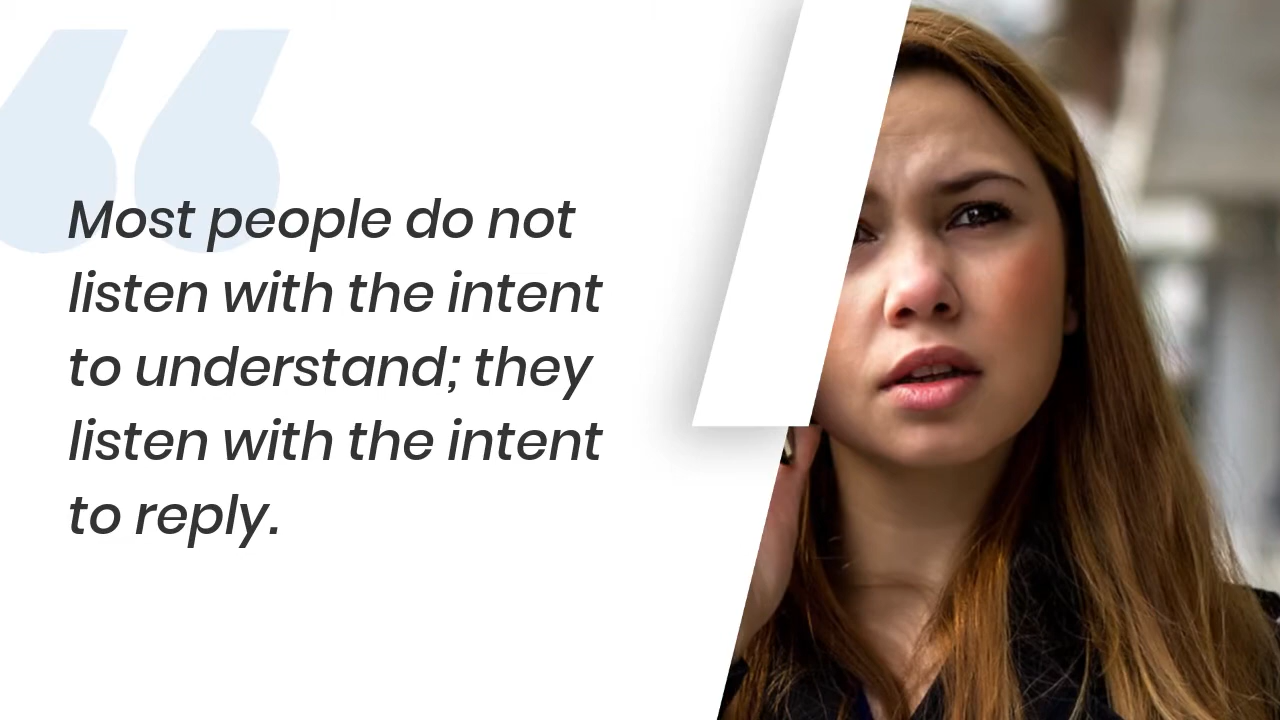 Most people do not
listen with the intent
to understand; they
listen with the intent
to reply.